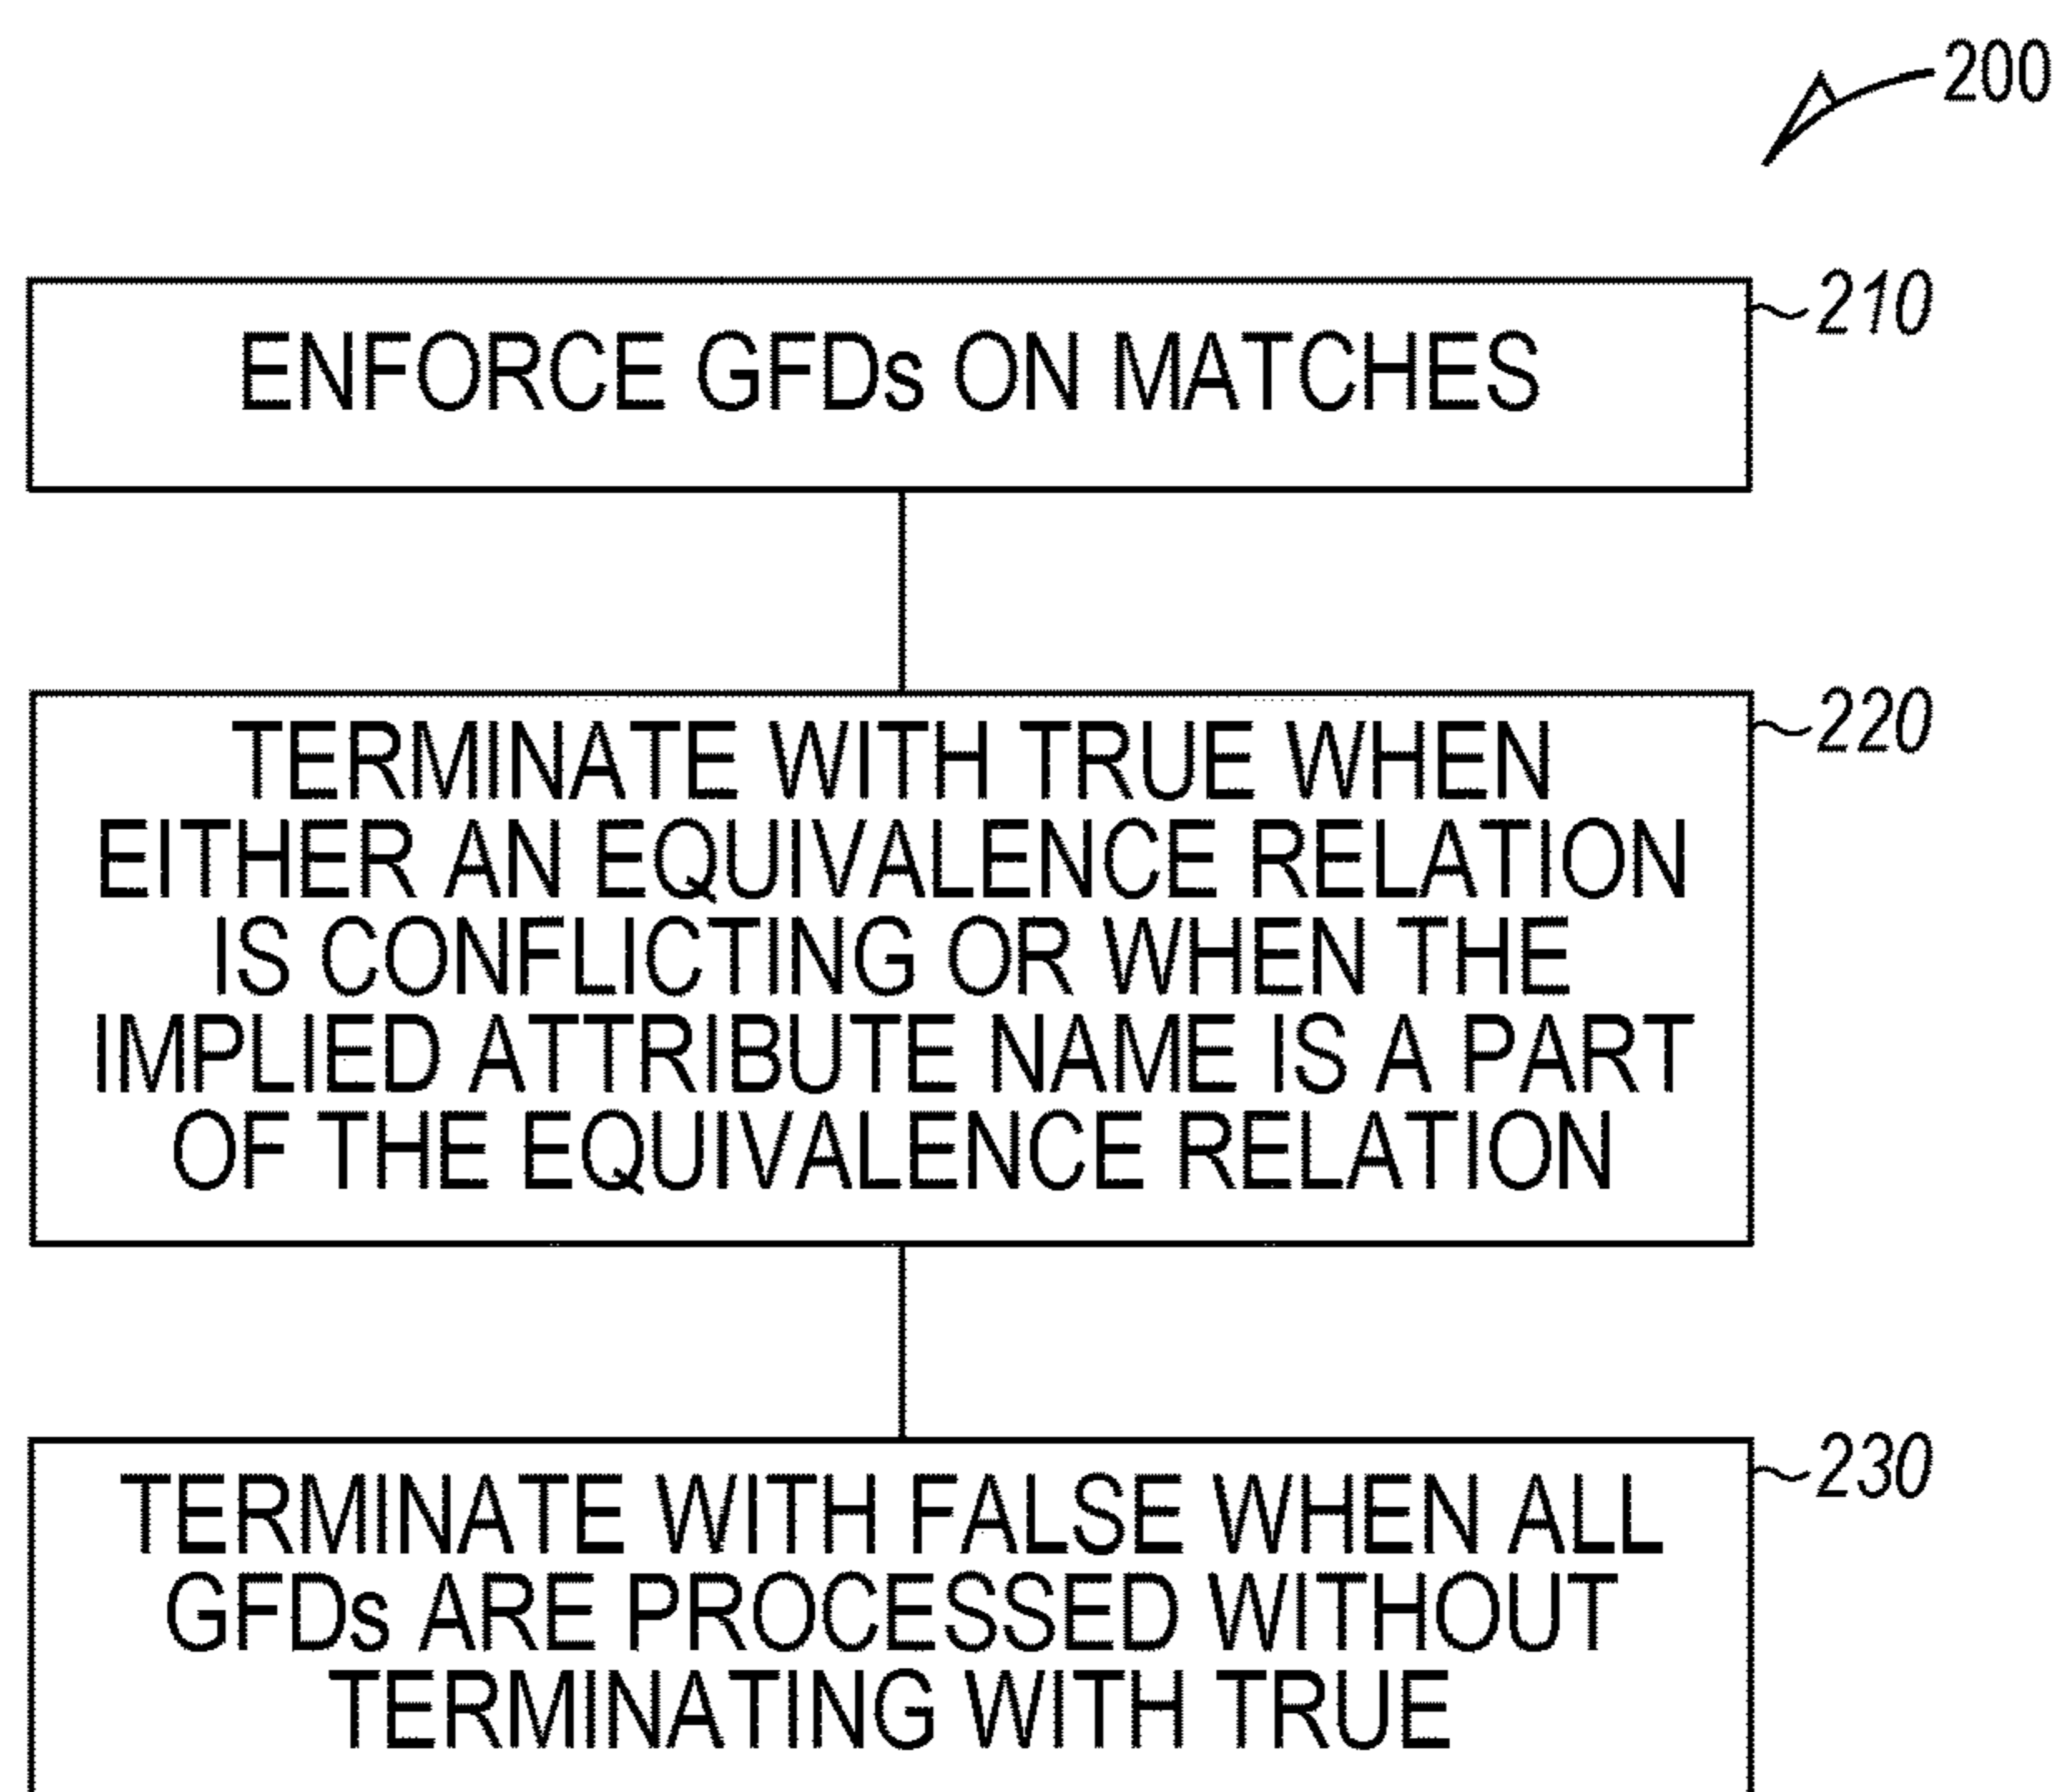 200
210
ENFORCE GFDs ON MATCHES
220
TERMINATE WITH TRUE WHEN
EITHER AN EQUIVALENCE RELATION
IS CONFLICTING OR WHEN THE
IMPLIED ATTRIBUTE NAME IS A PART
OF THE EQUIVALENCE RELATION
230
TERMINATE WITH FALSE WHEN ALL
GFDs ARE PROCESSED WITHOUT
TERMINATING WITH TRUE